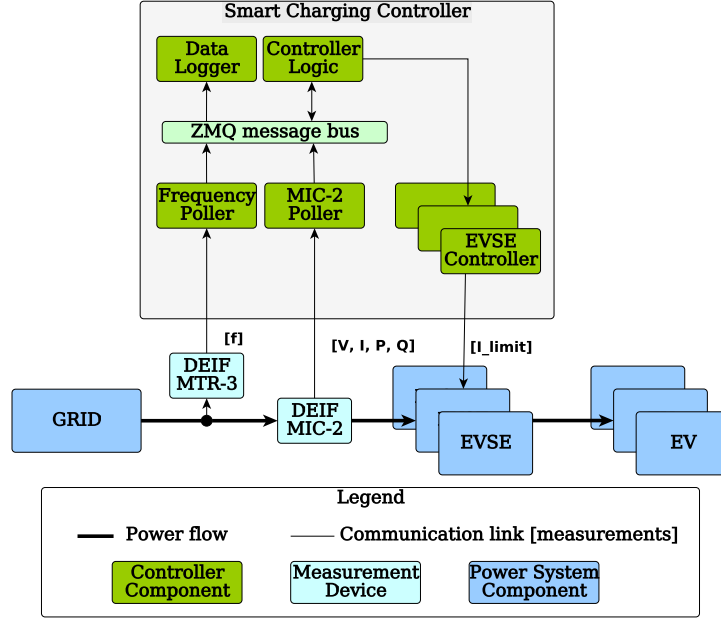 Smart Charging Controller
Data
Logger
Controller
Logic
ZMQ message bus
Frequency
Poller
MIC-2
Poller
EVSE
Controller
[f]
[V, I, P, Q]
[I_limit]
DEIF
MTR-3
GRID
DEIF
MIC-2
EVSE
EV
Legend
Power flow
Communication link [measurements]
Controller
Component
Measurement
Device
Power System
Component